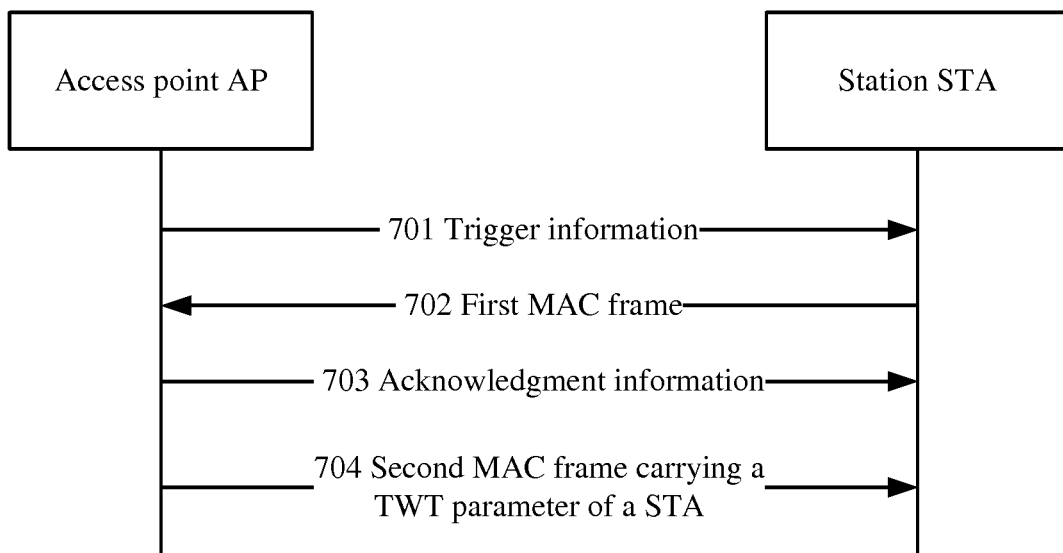 Access point AP
Station STA
701 Trigger information
702 First MAC frame
703 Acknowledgment information
704 Second MAC frame carrying a
TWT parameter of a STA